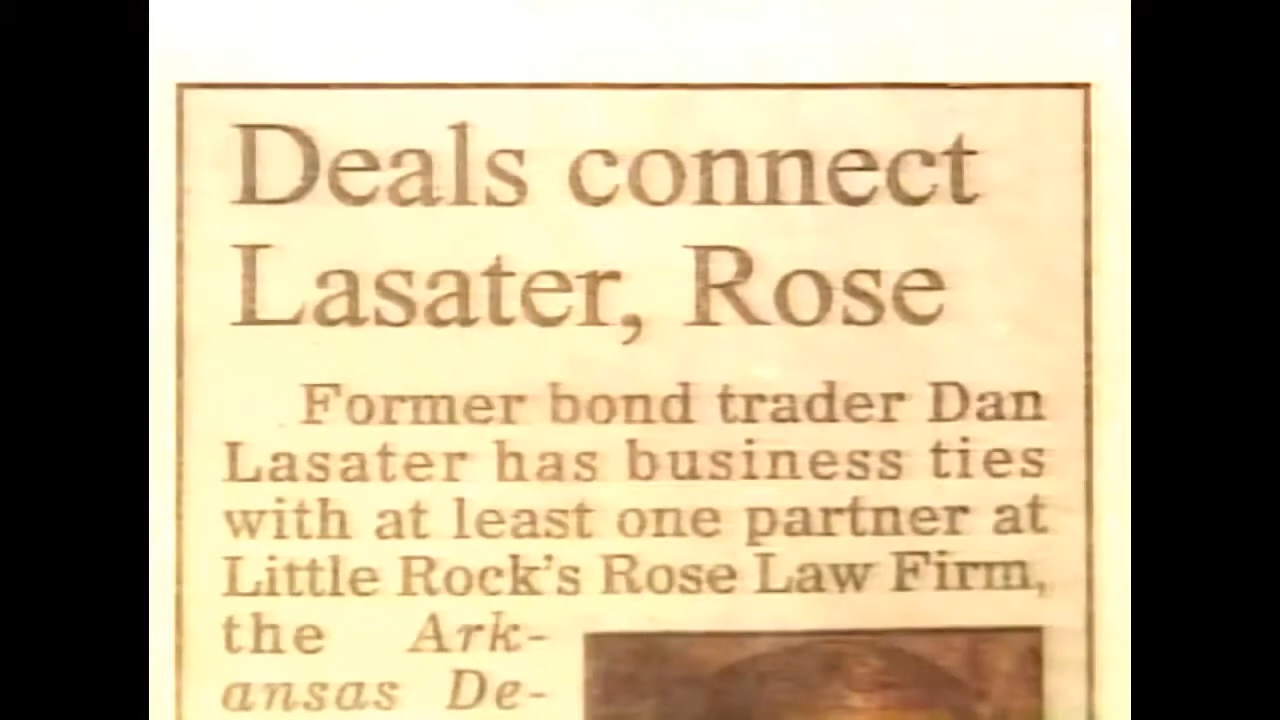 Deals connect
Lasater, Rose
Former bond trader Dan
Lasater has business ties
with at least one partner at
Little Rock's Rose Law Firm,
the Ark-
ansas De-